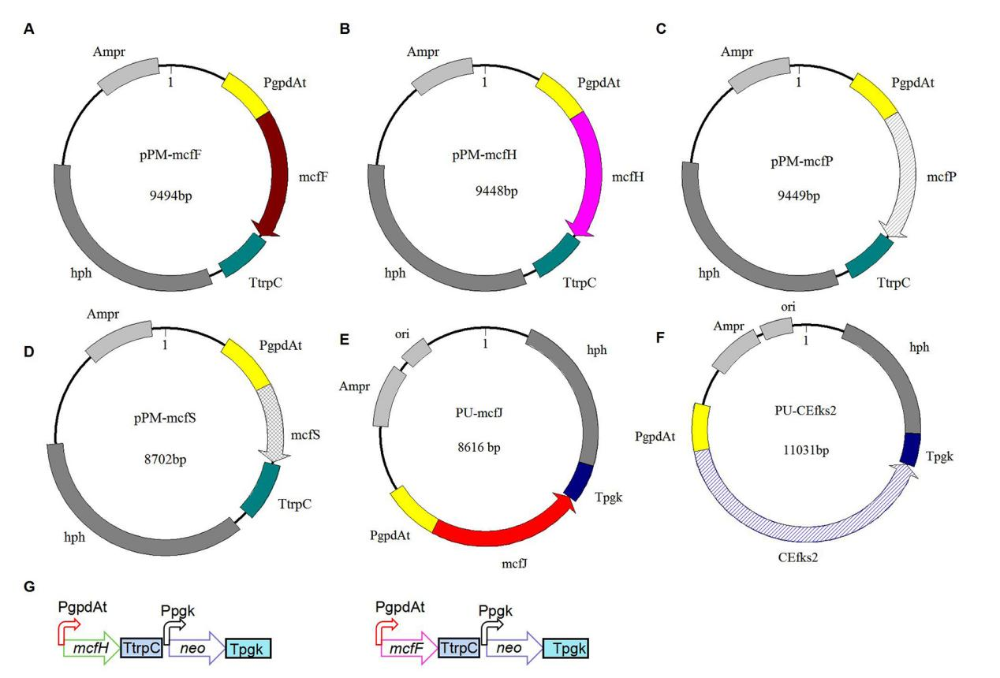 A
Ampr
1
PgpdAt
pPM-mcfF
9494bp
mcfF
hph
TtrpC
B
Ampr
1
PgpdAt
pPM-mcfH
9448bp
mcfH
hph
TtrpC
C
Ampr
1
PgpdAt
pPM-mcfP
9449bp
mcfP
hph
TtrpC
D
Ampr
1
PgpdAt
pPM-mcfS
8702bp
mcfS
hph
TtrpC
E
ori
1
hph
Ampr
PU-mcfJ
8616 bp
Tpgk
PgpdAt
mcfJ
F
ori
Ampr
1
hph
PU-CEfks2
11031bp
PgpdAt
Tpgk
CEfks2
G
PgpdAt Ppgk
mcfH TtrpC neo Tpgk
PgpdAt Ppgk
mcfF TtrpC neo Tpgk